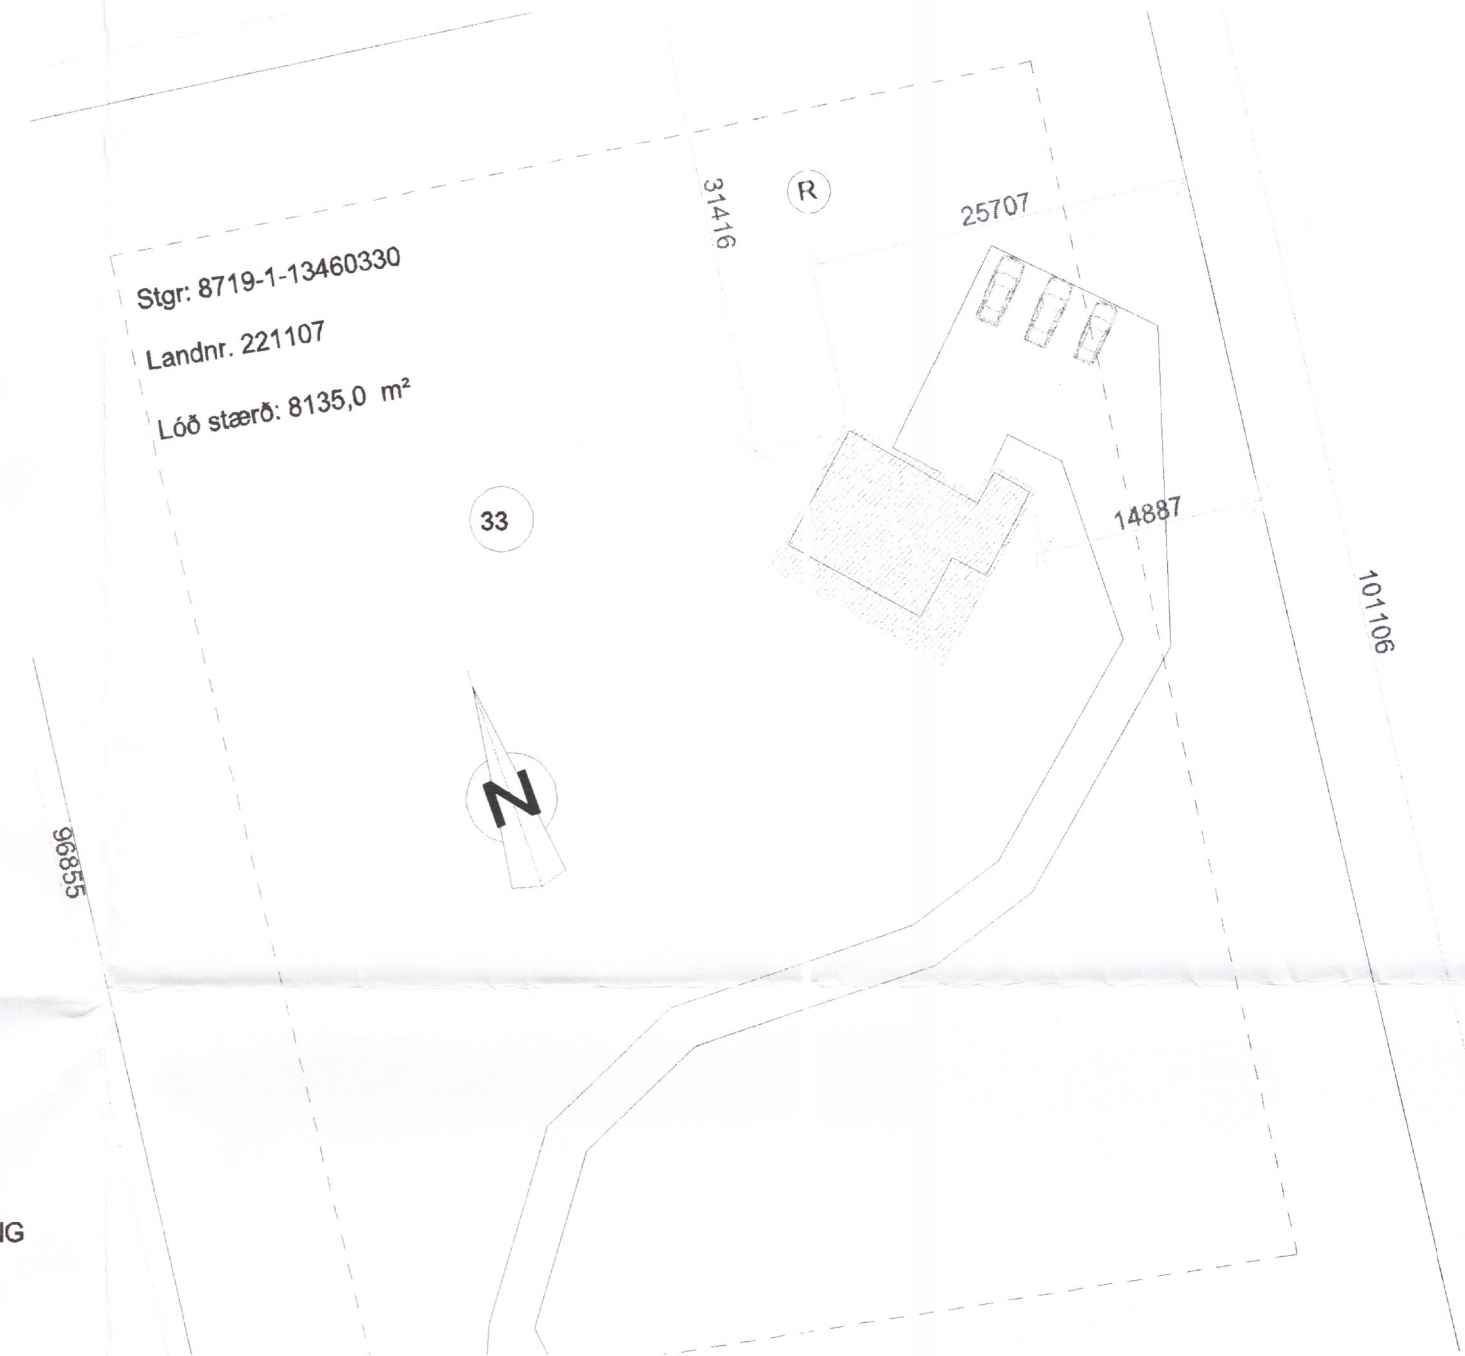 31416
R
25707
Stgr: 8719-1-13460330
Landnr. 221107
Lóð stærð: 8135,0 m²
33
14887
101106
N
96855
IG